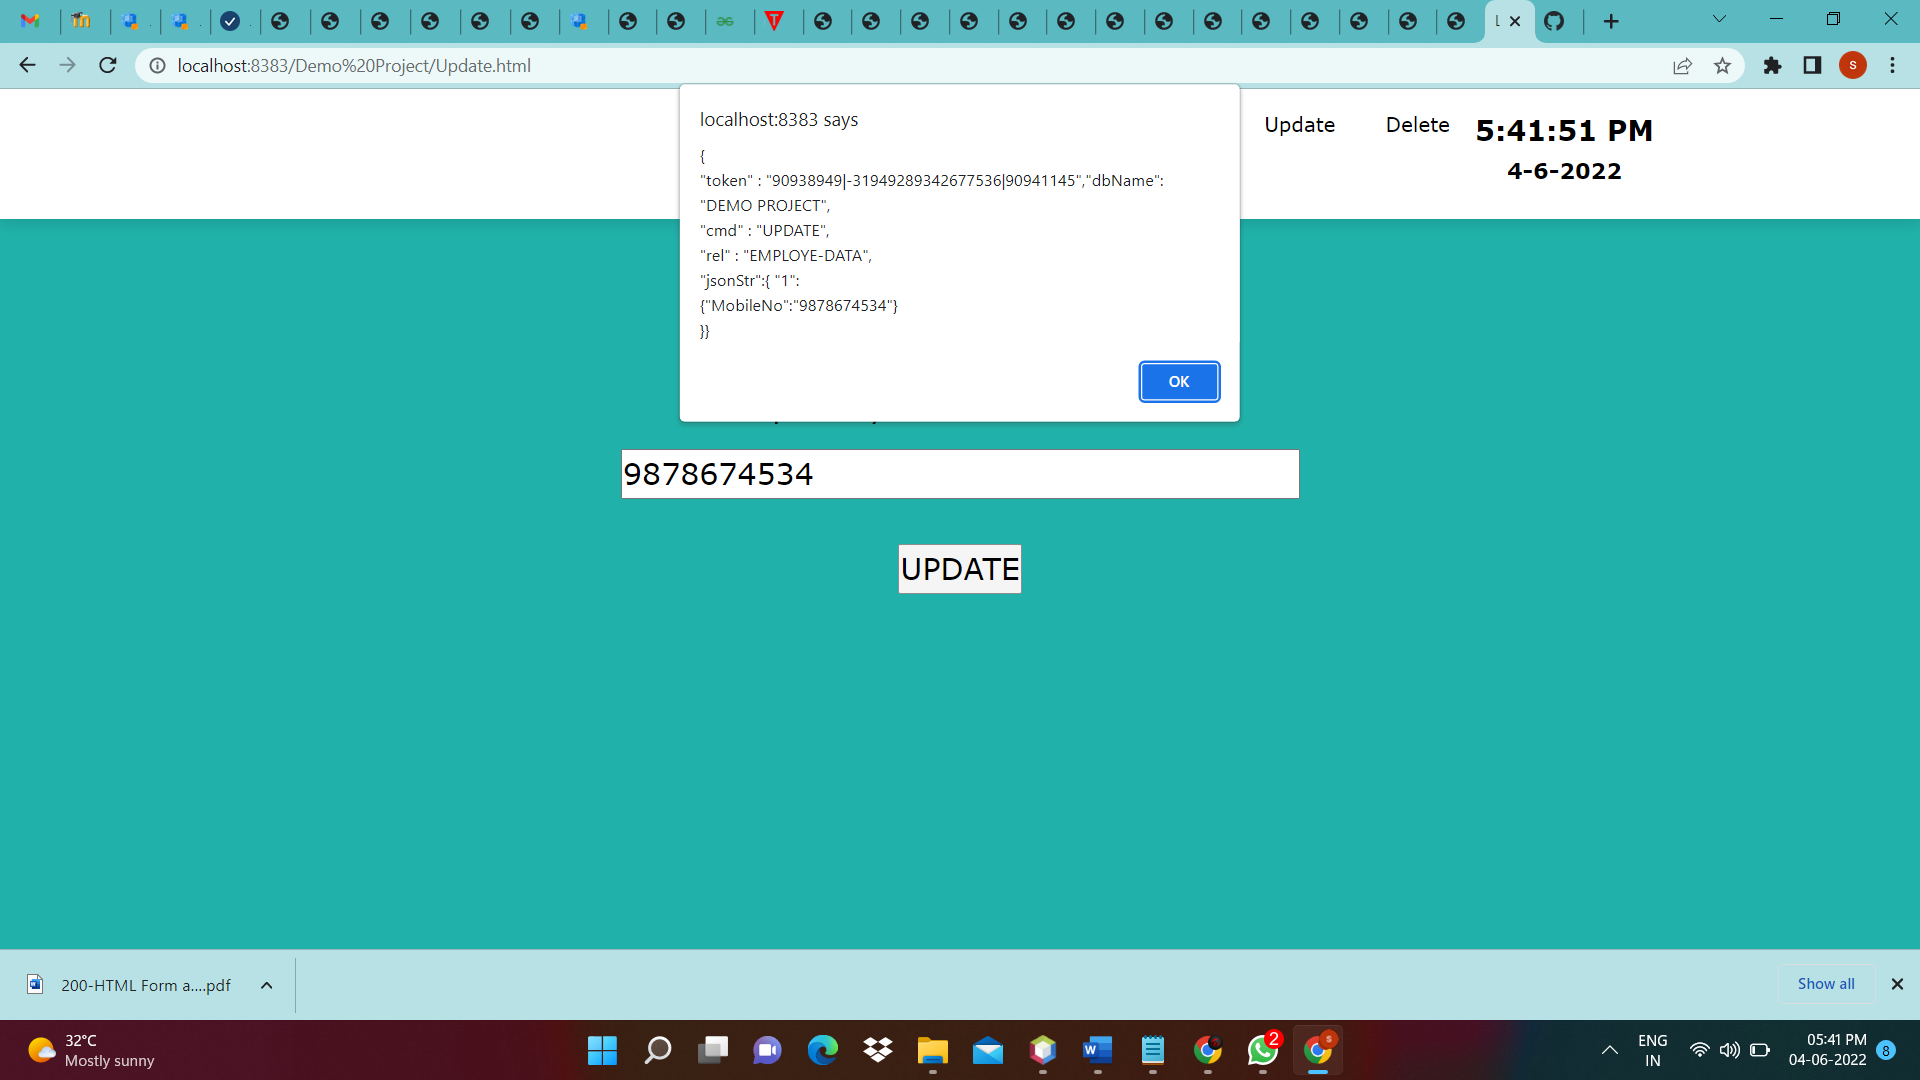 localhost:8383/Demo%20Project/Update.html
localhost:8383 says
{
"token" : "90938949|-31949289342677536|90941145","dbName":
"DEMO PROJECT",
"cmd" : "UPDATE",
"rel" : "EMPLOYE-DATA",
"jsonStr":{ "1":
{"MobileNo":"9878674534"}
}}
OK
Update
Delete
5:41:51 PM
4-6-2022
9878674534
UPDATE
200-HTML Form a....pdf
Show all
32°C
Mostly sunny
2
s
ENG
IN
05:41 PM
04-06-2022
8